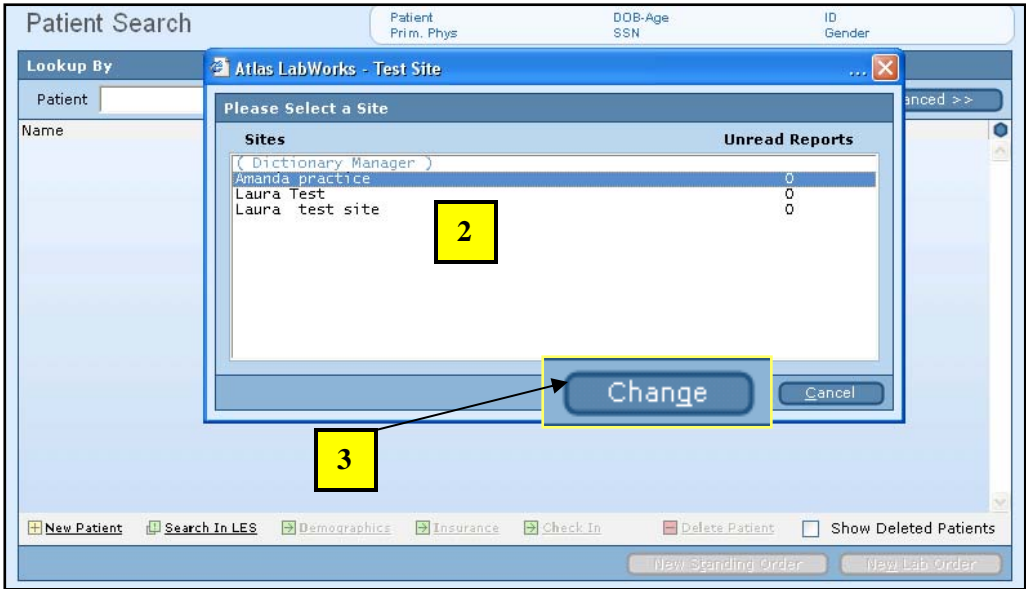 Patient Search
Patient DOB-Age ID
Prim. Phys SSN Gender
Lookup By
Atlas LabWorks - Test Site ...
Patient
anced >>
Please Select a Site
Name
Sites Unread Reports
( Dictionary Manager )
Amanda practice 0
Laura Test 0
Laura test site 0
2
Change
Cancel
3
New Patient Search In LES Demographics Insurance Check In Delete Patient Show Deleted Patients
New Standing Order New Lab Order